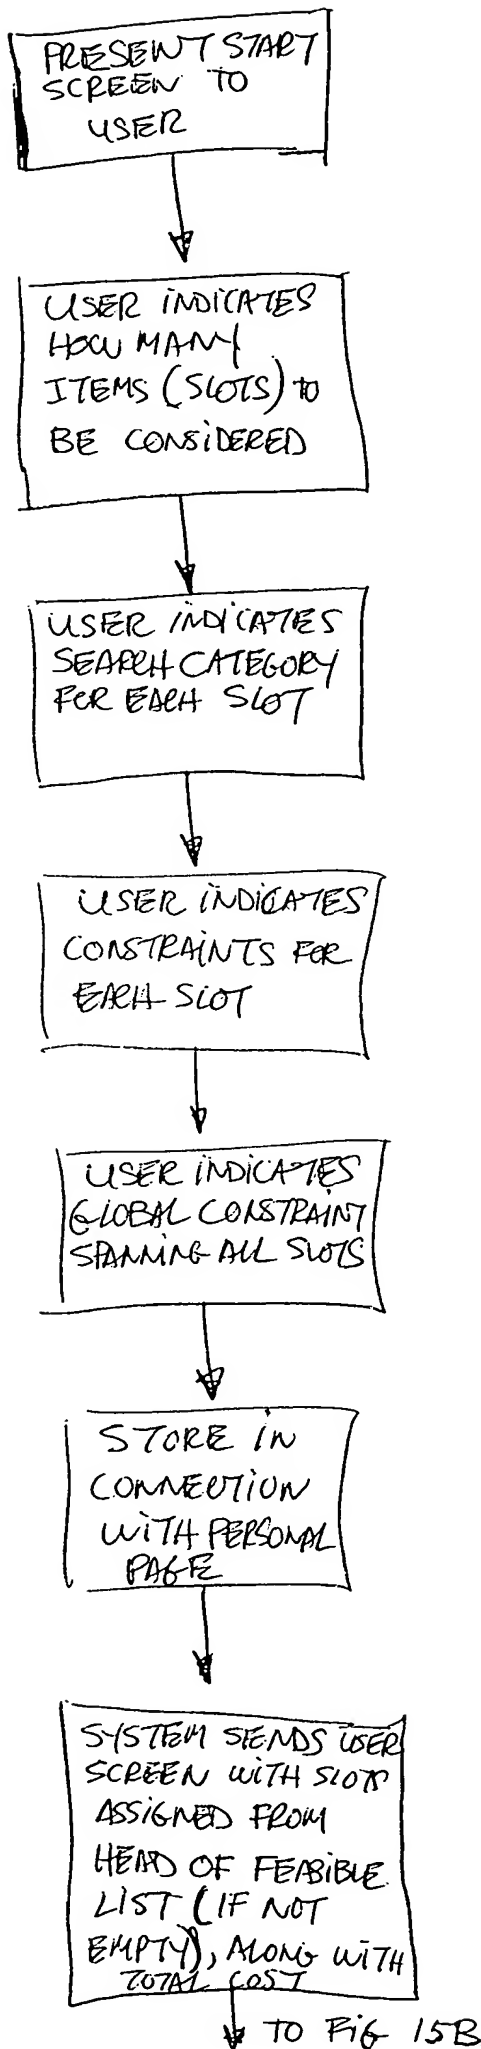 PRESENT START
SCREEN TO
USER
USER INDICATES
HOW MANY
ITEMS (SLOTS) TO
BE CONSIDERED
USER INDICATES
SEARCH CATEGORY
FOR EACH SLOT
USER INDICATES
CONSTRAINTS FOR
EACH SLOT
USER INDICATES
GLOBAL CONSTRAINT
SPANNING ALL SLOTS
STORE IN
CONNECTION
WITH PERSONAL
PAGE
SYSTEM SENDS USER
SCREEN WITH SLOTS
ASSIGNED FROM
HEAD OF FEASIBLE
LIST (IF NOT
EMPTY), ALONG WITH
TOTAL COST
TO FIG 15B